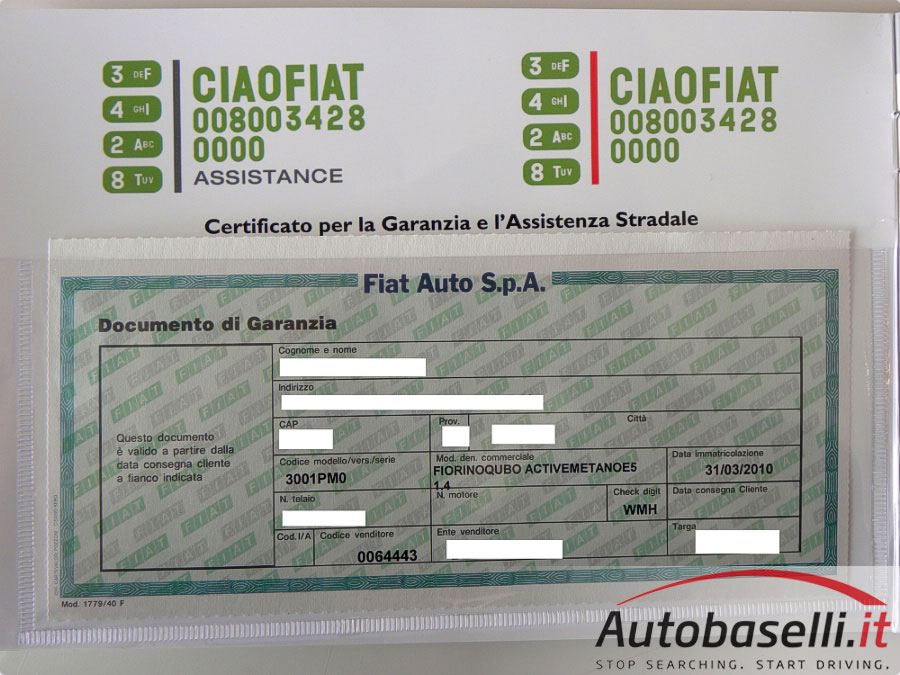 3 DEF
4 GHI
2 ABC
8 TUV
CIAOFIAT
008003428
0000
ASSISTANCE
3 DEF
4 GHI
2 ABC
8 TUV
CIAOFIAT
008003428
0000
Certificato per la Garanzia e l'Assistenza Stradale
Fiat Auto S.p.A.
Documento di Garanzia
Questo documento
è valido a partire dalla
data consegna cliente
a fianco indicata
Cognome e nome
Indirizzo
CAP
Prov.
Città
Codice modello/vers./serie
3001PM0
Mod. den. commerciale
FIORINOQUBO ACTIVEMETANOE5
1.4
Data immatricolazione
31/03/2010
N. telaio
N. motore
Check digit
WMH
Data consegna Cliente
Cod. I/A
Codice venditore
0064443
Ente venditore
Targa
Mod. 1779/40 F
Autobaselli.it
STOP SEARCHING. START DRIVING.